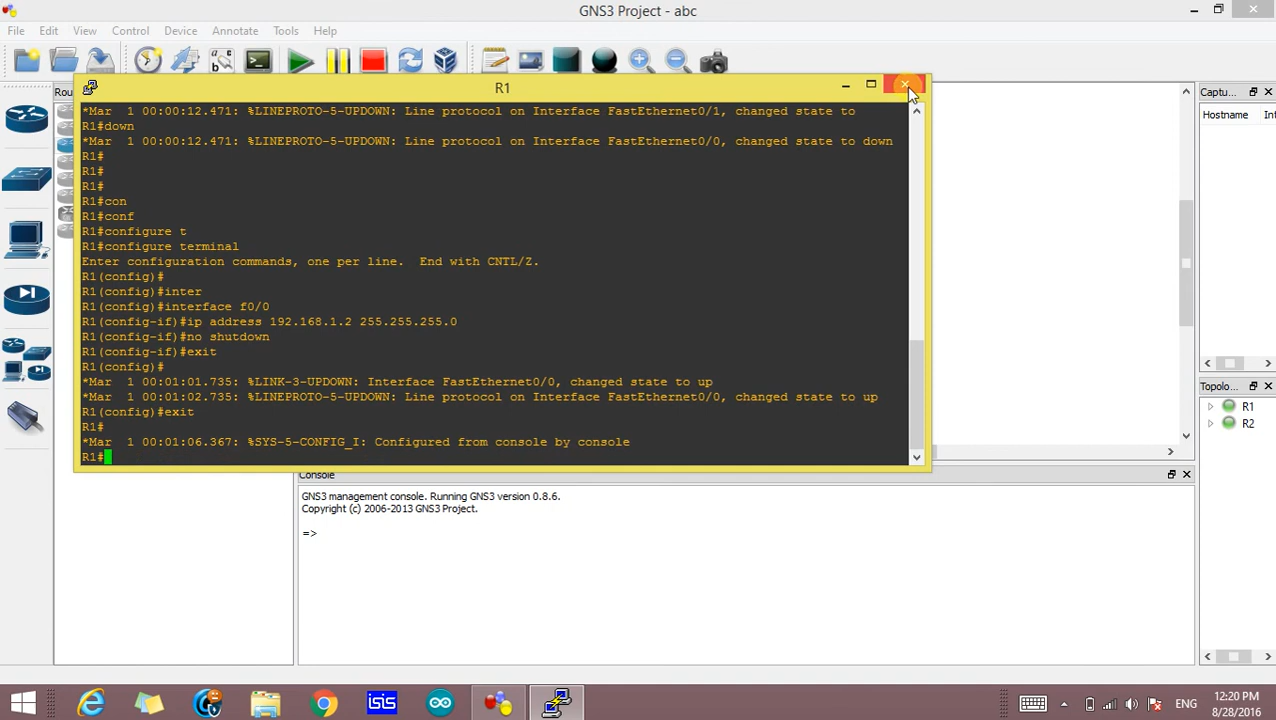 GNS3 Project - abc
File Edit View Control Device Annotate Tools Help
R1
*Mar 1 00:00:12.471: %LINEPROTO-5-UPDOWN: Line protocol on Interface FastEthernet0/1, changed state to
R1#down
*Mar 1 00:00:12.471: %LINEPROTO-5-UPDOWN: Line protocol on Interface FastEthernet0/0, changed state to down
R1#
R1#
R1#
R1#con
R1#conf
R1#configure t
R1#configure terminal
Enter configuration commands, one per line. End with CNTL/Z.
R1(config)#
R1(config)#inter
R1(config)#interface f0/0
R1(config-if)#ip address 192.168.1.2 255.255.255.0
R1(config-if)#no shutdown
R1(config-if)#exit
R1(config)#
*Mar 1 00:01:01.735: %LINK-3-UPDOWN: Interface FastEthernet0/0, changed state to up
*Mar 1 00:01:02.735: %LINEPROTO-5-UPDOWN: Line protocol on Interface FastEthernet0/0, changed state to up
R1(config)#exit
R1#
*Mar 1 00:01:06.367: %SYS-5-CONFIG_I: Configured from console by console
R1#
Rou
Captu...
Hostname Int
Topolo...
R1
R2
Console
GNS3 management console. Running GNS3 version 0.8.6.
Copyright (c) 2006-2013 GNS3 Project.
=>
isis
ENG
12:20 PM
8/28/2016